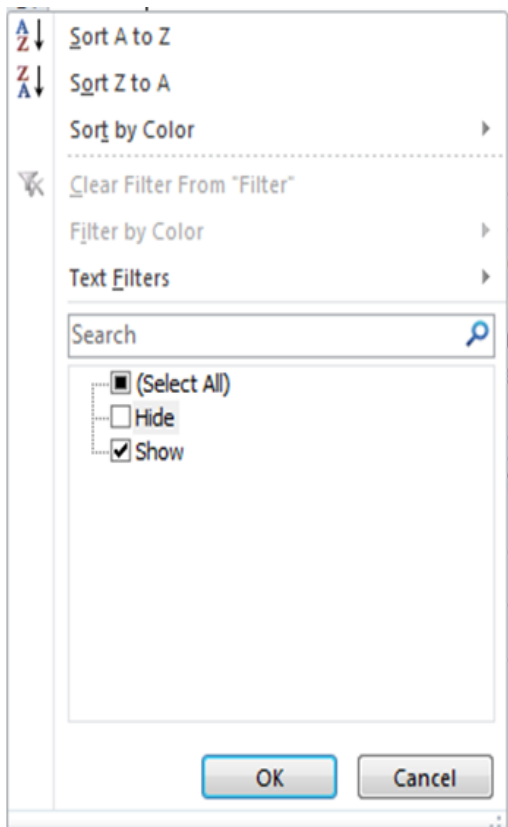 Sort A to Z
Sort Z to A
Sort by Color
Clear Filter From "Filter"
Filter by Color
Text Filters
Search
(Select All)
Hide
Show
OK
Cancel